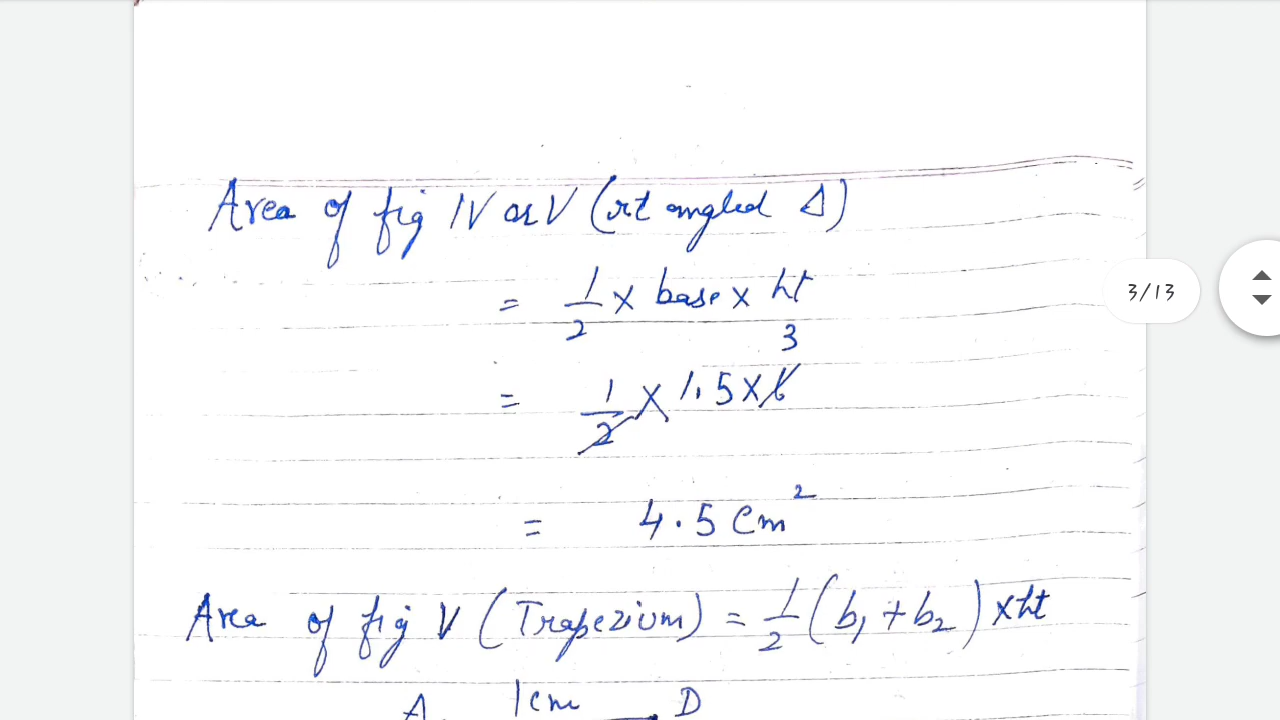 Area of fig IV or V (rt angled Δ)
= 1/2 × base × ht
3
= 1/2 × 1.5 × 6
= 4.5 cm²
Area of fig V (Trapezium) = 1/2 (b₁ + b₂) × ht
A 1cm D
3/13